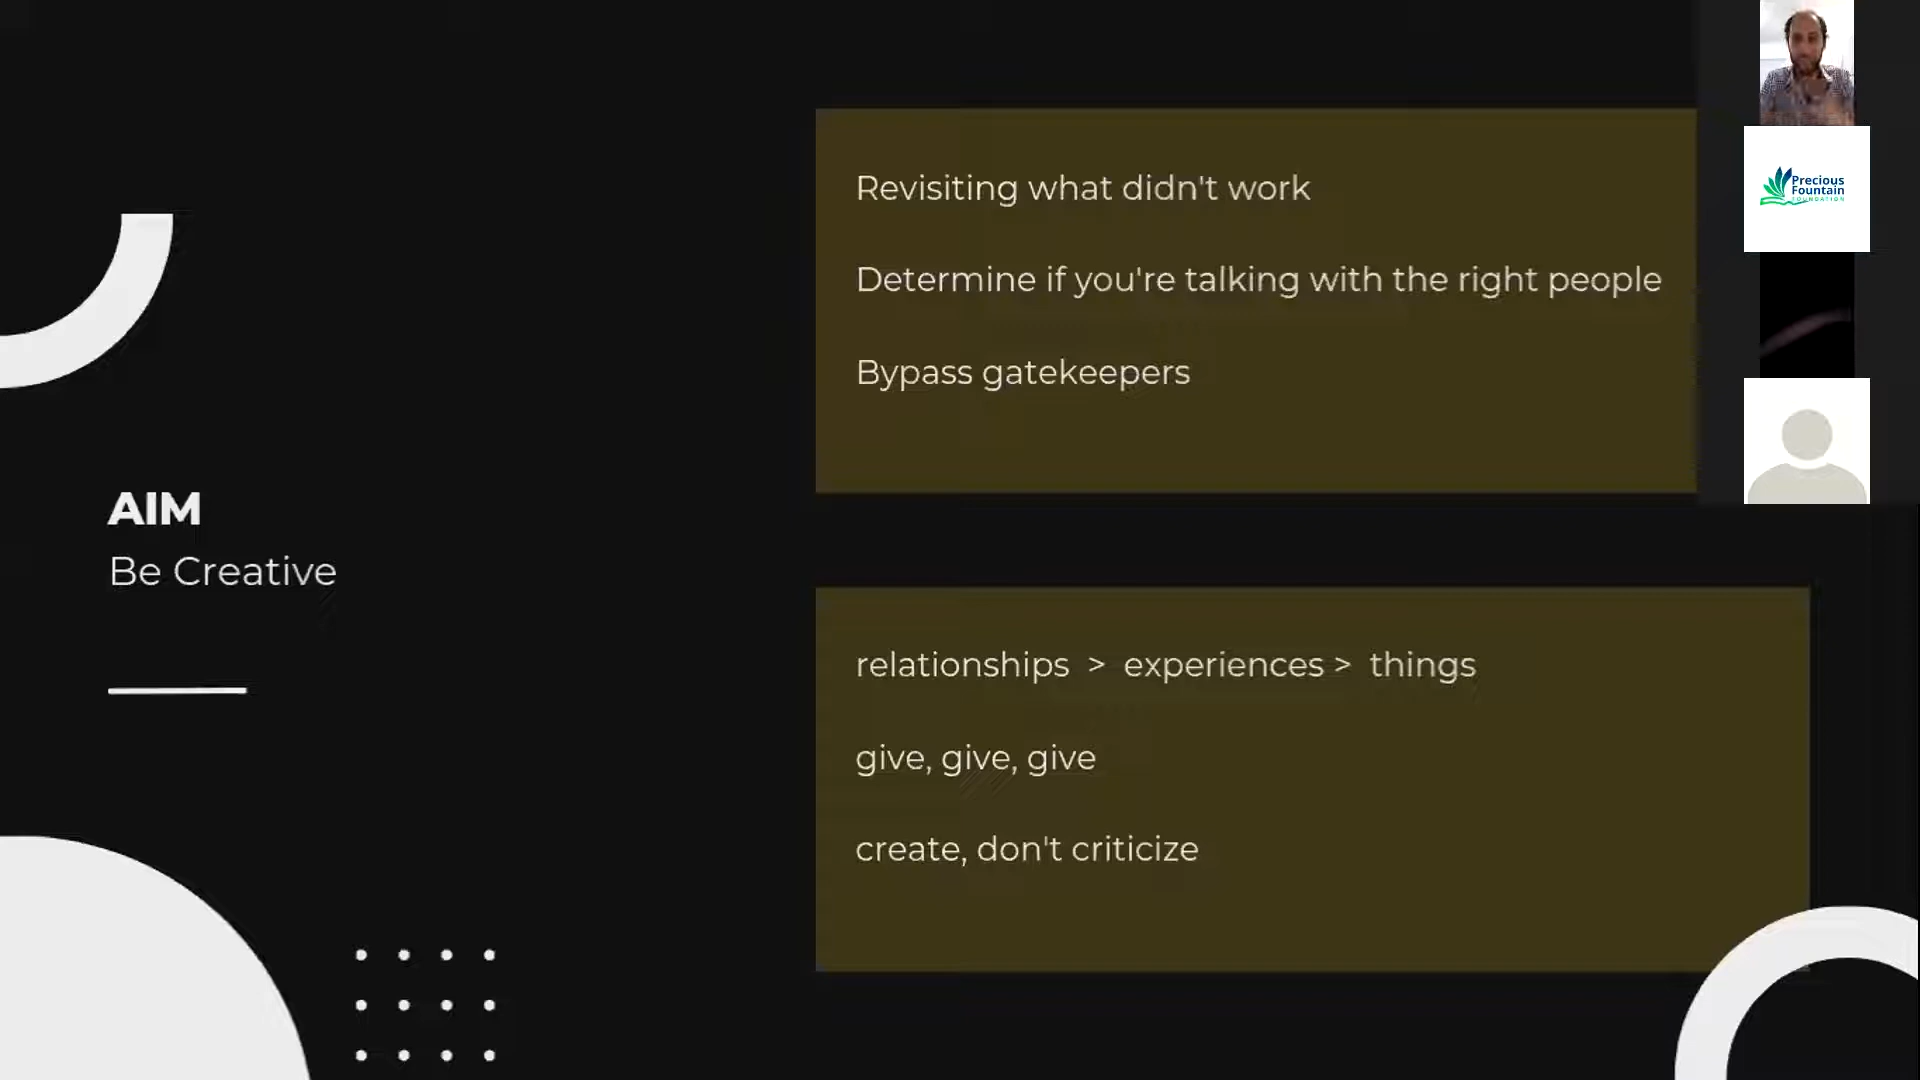 AIM
Be Creative
Revisiting what didn't work
Determine if you're talking with the right people
Bypass gatekeepers
relationships > experiences > things
give, give, give
create, don't criticize
Precious
Fountain
FOUNDATION